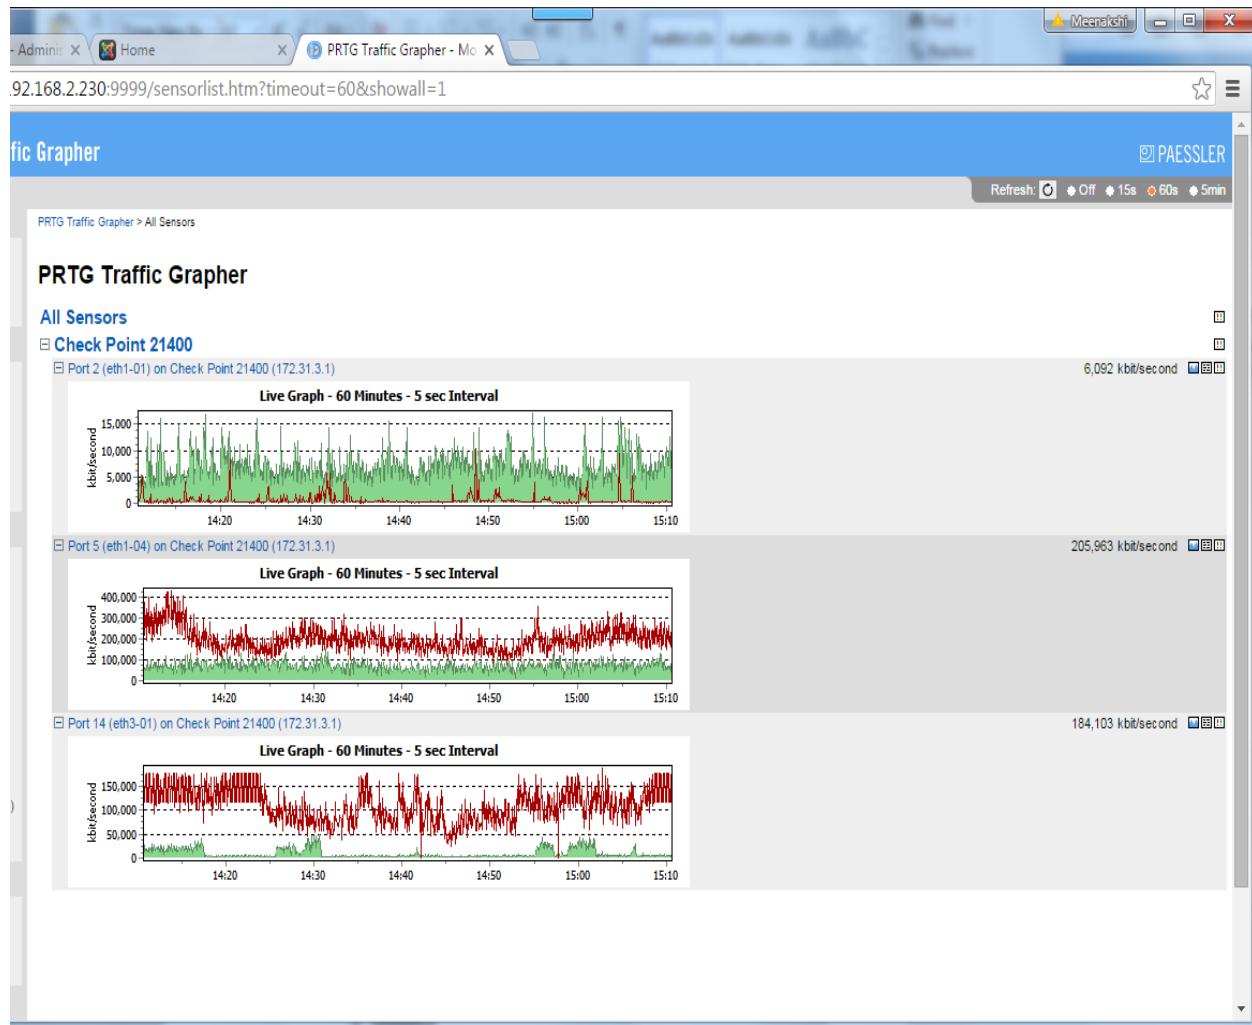 Meenakshi
- Adminis
Home
PRTG Traffic Grapher - Mo
92.168.2.230:9999/sensorlist.htm?timeout=60&showall=1
fic Grapher
PAESSLER
Refresh: Off 15s 60s 5min
PRTG Traffic Grapher > All Sensors
PRTG Traffic Grapher
All Sensors
Check Point 21400
Port 2 (eth1-01) on Check Point 21400 (172.31.3.1) 6,092 kbit/second
Live Graph - 60 Minutes - 5 sec Interval
kbit/second
15,000
10,000
5,000
0
14:20 14:30 14:40 14:50 15:00 15:10
Port 5 (eth1-04) on Check Point 21400 (172.31.3.1) 205,963 kbit/second
Live Graph - 60 Minutes - 5 sec Interval
kbit/second
400,000
300,000
200,000
100,000
0
14:20 14:30 14:40 14:50 15:00 15:10
Port 14 (eth3-01) on Check Point 21400 (172.31.3.1) 184,103 kbit/second
Live Graph - 60 Minutes - 5 sec Interval
kbit/second
150,000
100,000
50,000
0
14:20 14:30 14:40 14:50 15:00 15:10
)